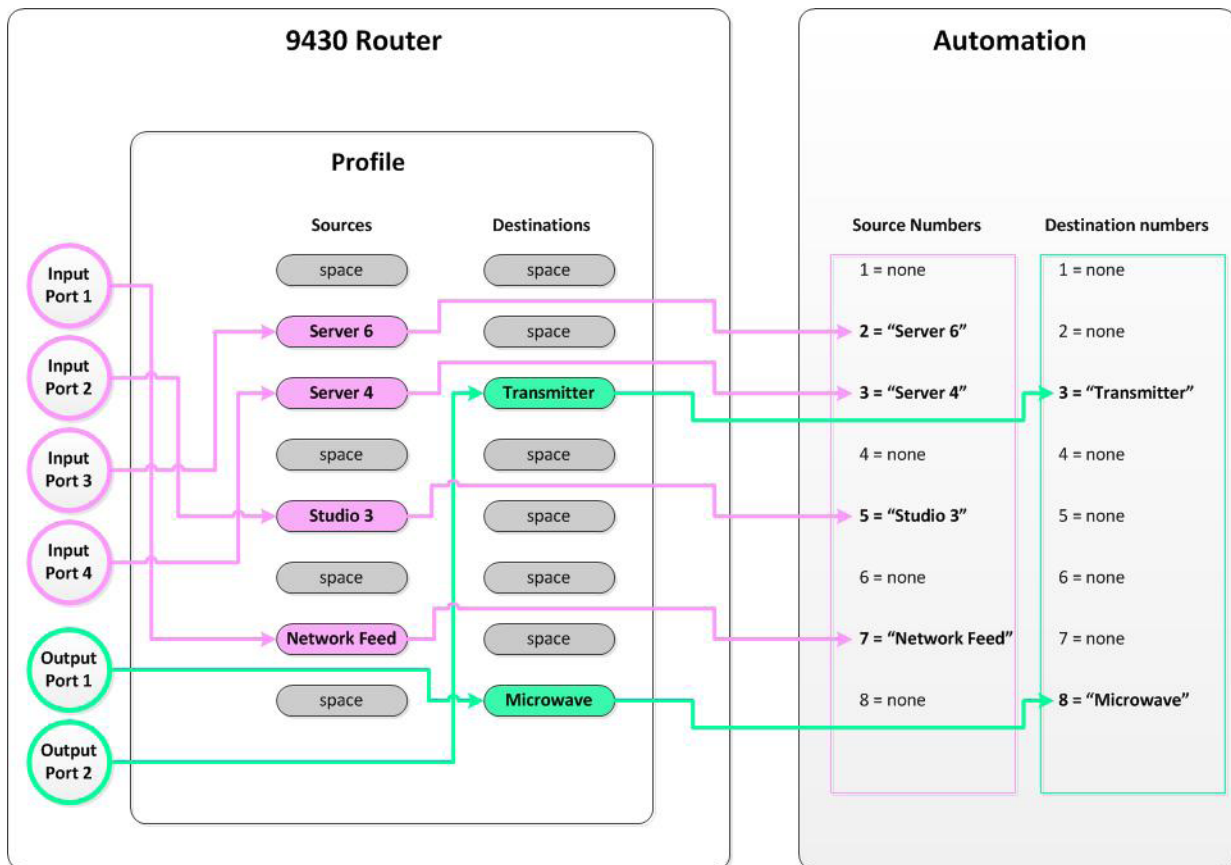 9430 Router
Automation
Profile
Sources
Destinations
Source Numbers
Destination numbers
Input
Port 1
Input
Port 2
Input
Port 3
Input
Port 4
Output
Port 1
Output
Port 2
space
space
1 = none
1 = none
Server 6
space
2 = “Server 6”
2 = none
Server 4
Transmitter
3 = “Server 4”
3 = “Transmitter”
space
space
4 = none
4 = none
Studio 3
space
5 = “Studio 3”
5 = none
space
space
6 = none
6 = none
Network Feed
space
7 = “Network Feed”
7 = none
space
Microwave
8 = none
8 = “Microwave”